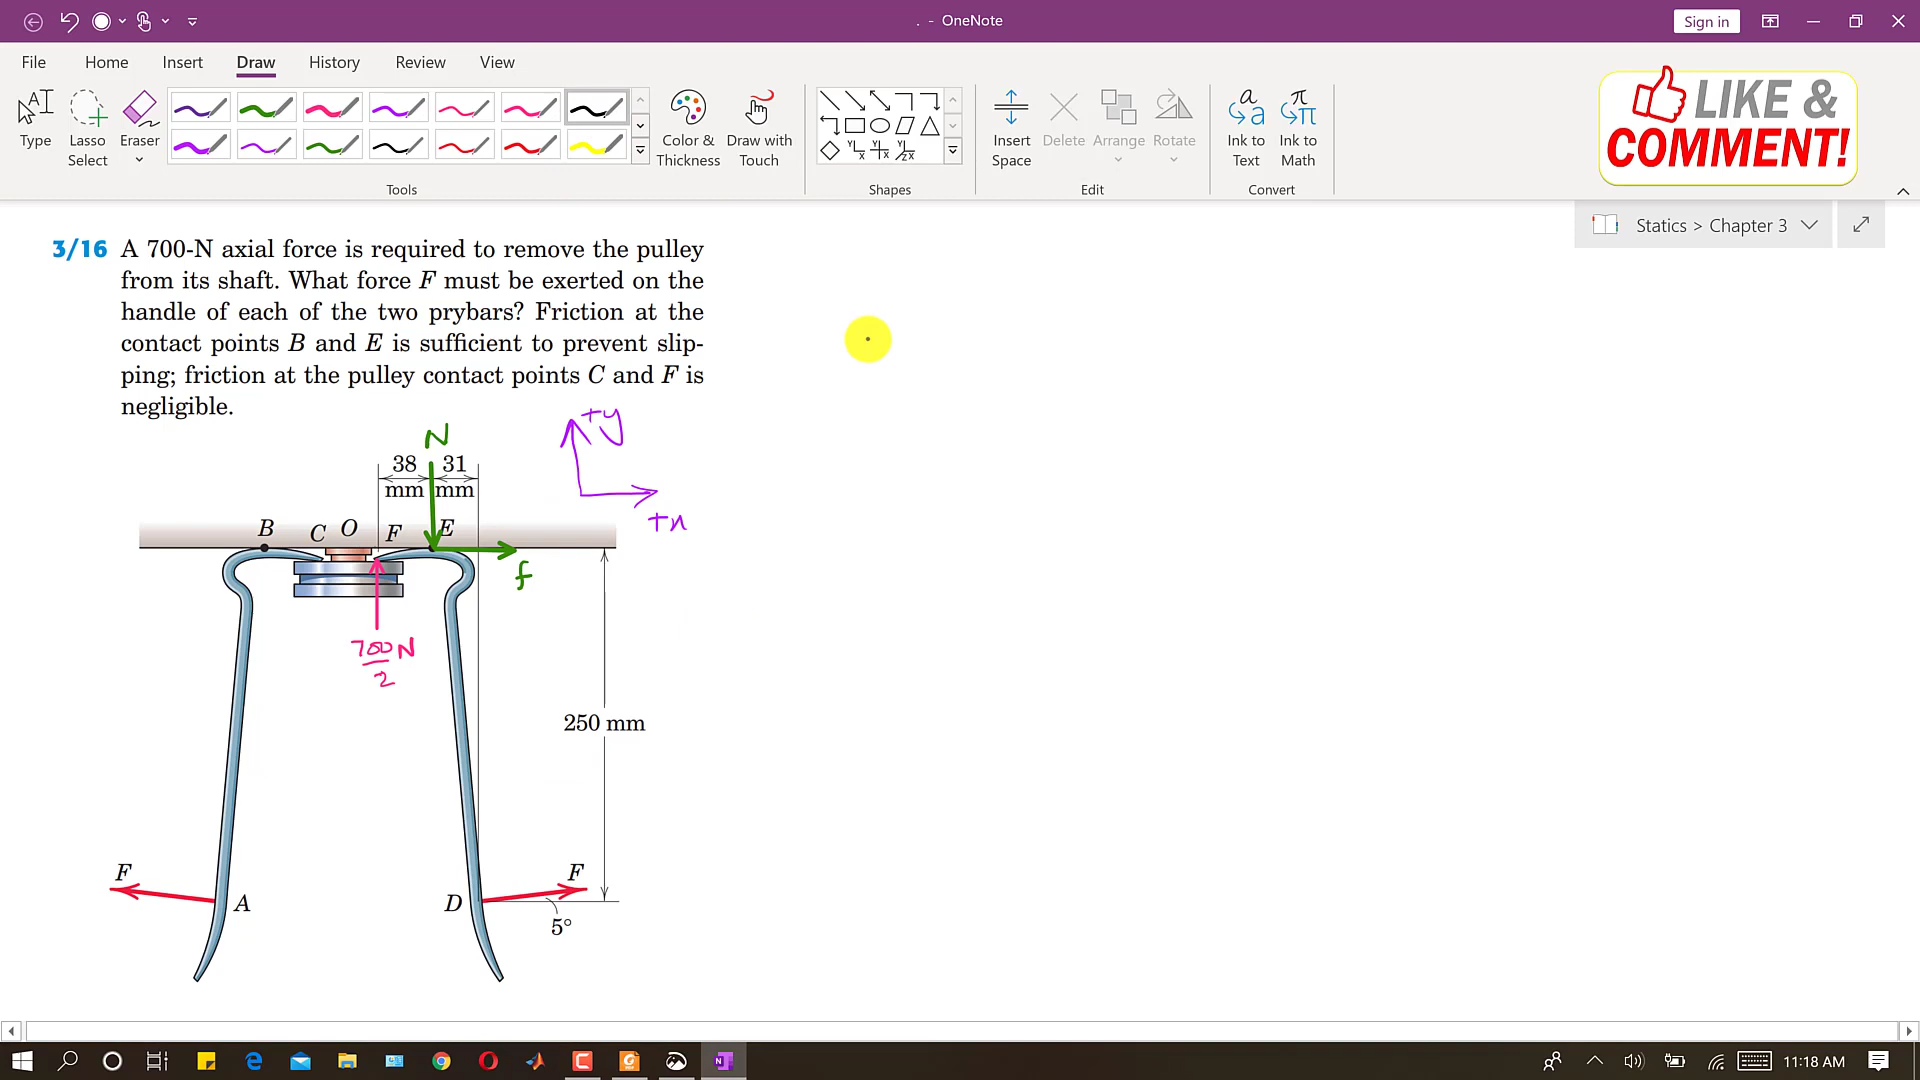 . - OneNote
Sign in
File Home Insert Draw History Review View
Type
Lasso Select
Eraser
Color & Thickness
Draw with Touch
Insert Space
Delete
Arrange
Rotate
Ink to Text
Ink to Math
Tools Shapes Edit Convert
LIKE &
COMMENT!
Statics > Chapter 3
3/16 A 700-N axial force is required to remove the pulley
from its shaft. What force F must be exerted on the
handle of each of the two prybars? Friction at the
contact points B and E is sufficient to prevent slip-
ping; friction at the pulley contact points C and F is
negligible.
+y
N
38 31
mm mm
+x
B C O F E
f
700 N
2
250 mm
F F
A D
5°
11:18 AM